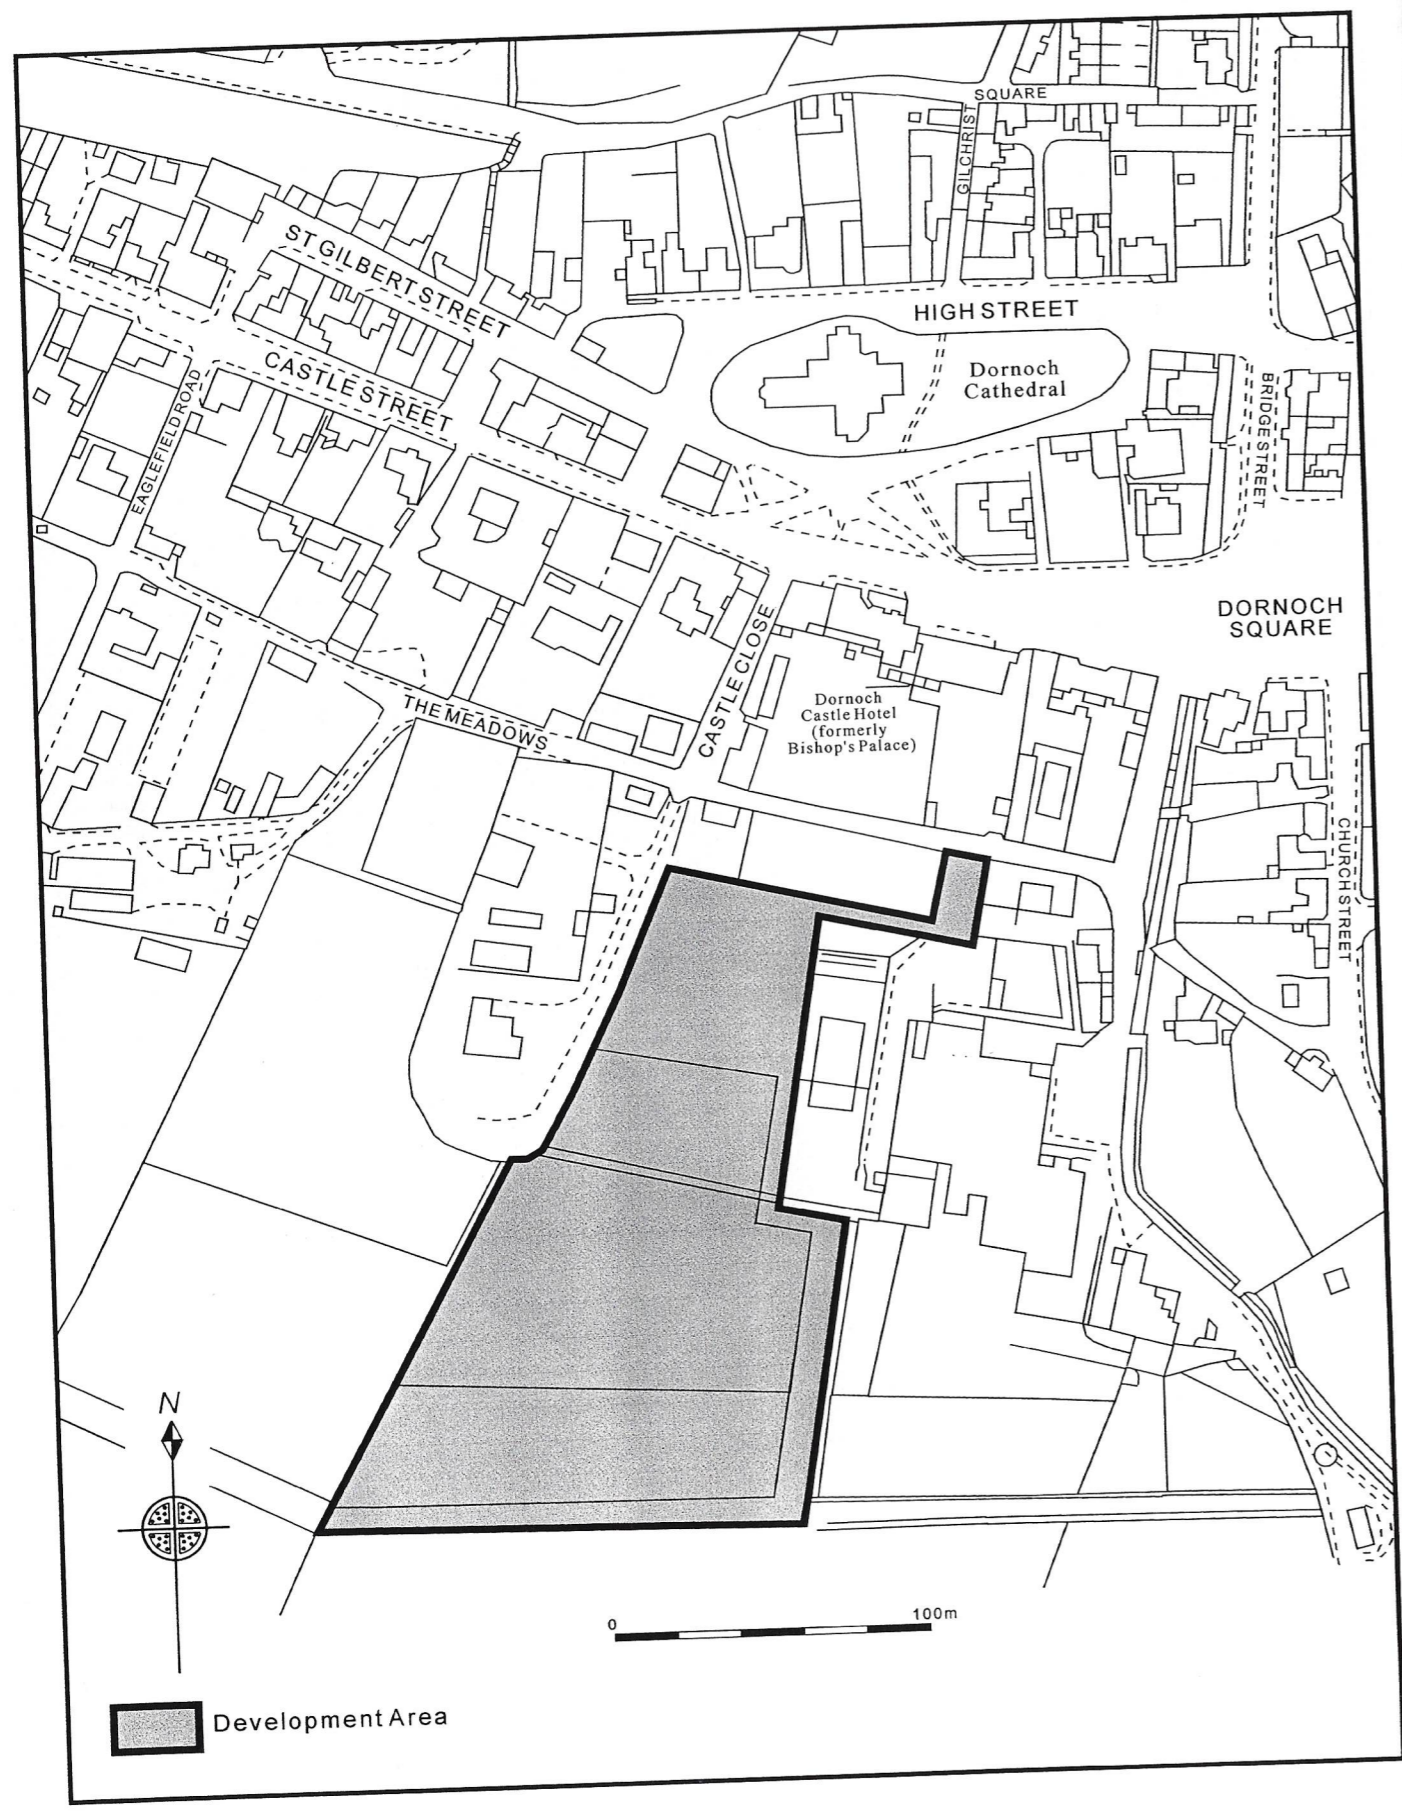 SQUARE
GILCHRIST
ST GILBERT STREET
HIGH STREET
Dornoch
Cathedral
CASTLE STREET
EAGLEFIELD ROAD
BRIDGE STREET
DORNOCH
SQUARE
CASTLE CLOSE
Dornoch
Castle Hotel
(formerly
Bishop's Palace)
THE MEADOWS
CHURCH STREET
N
0
100m
Development Area